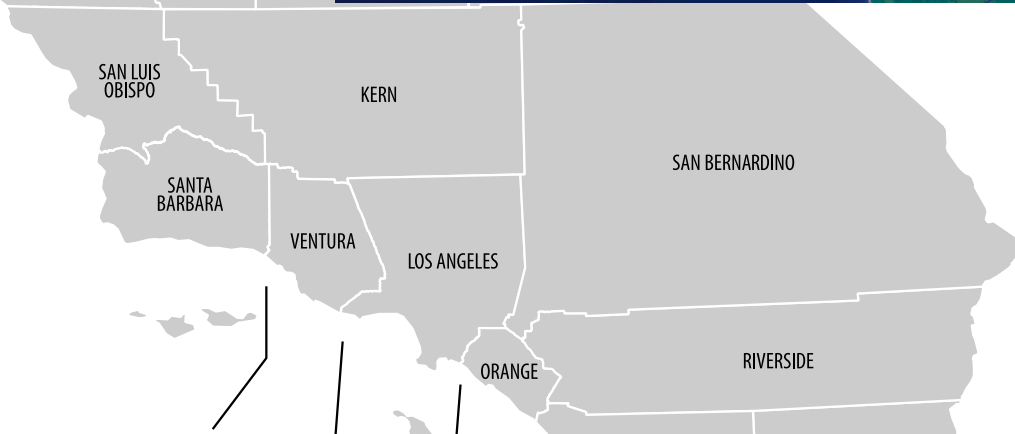 SAN LUIS
OBISPO
KERN
SAN BERNARDINO
SANTA
BARBARA
VENTURA
LOS ANGELES
RIVERSIDE
ORANGE